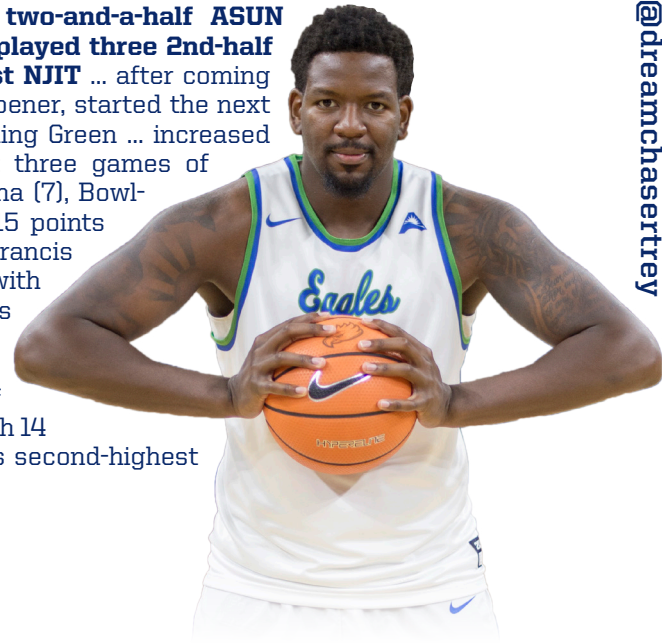 two-and-a-half ASUN
played three 2nd-half
st NJIT ... after coming
pener, started the next
ing Green ... increased
three games of
na (7), Bowl-
15 points
rancis
with
s
h 14
s second-highest
@dreamchasertrey
Eagles
HYPERELITE